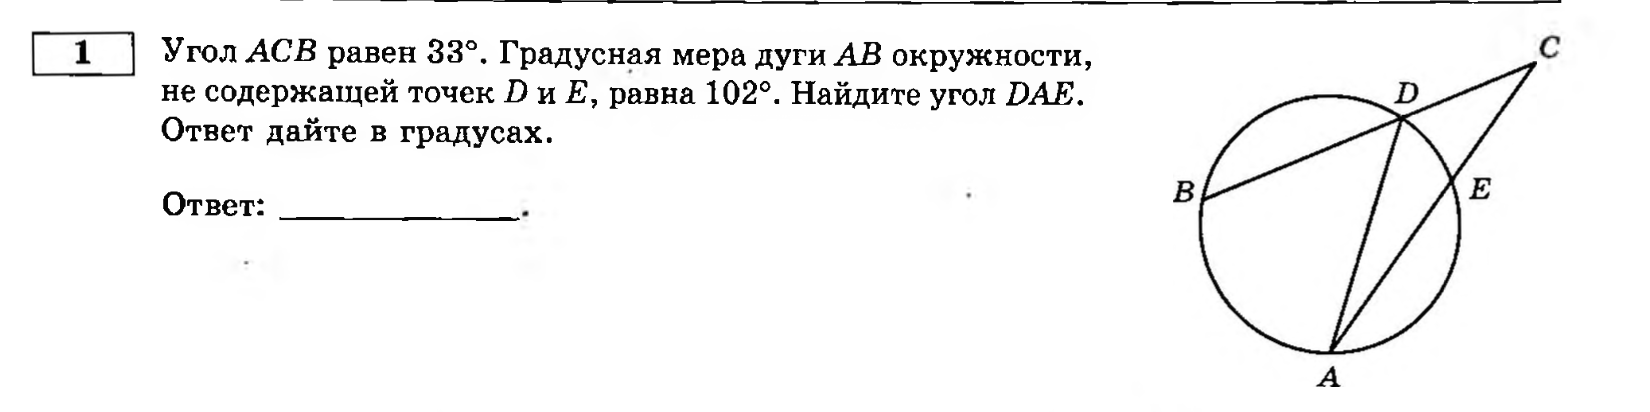 1
Угол ACB равен 33°. Градусная мера дуги AB окружности,
не содержащей точек D и E, равна 102°. Найдите угол DAE.
Ответ дайте в градусах.
Ответ: ____________.
C
D
B
E
A